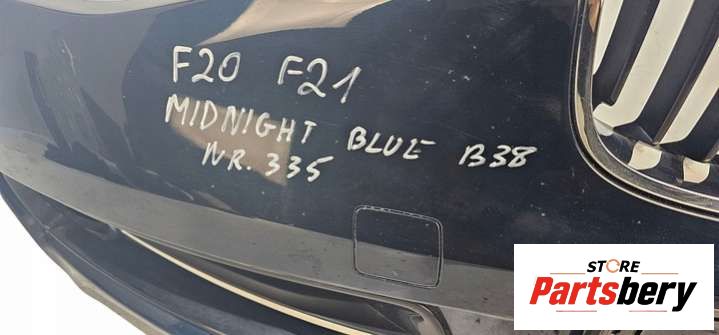 F20 F21
MIDNIGHT BLUE B38
NR. 335
STORE
Partsbery